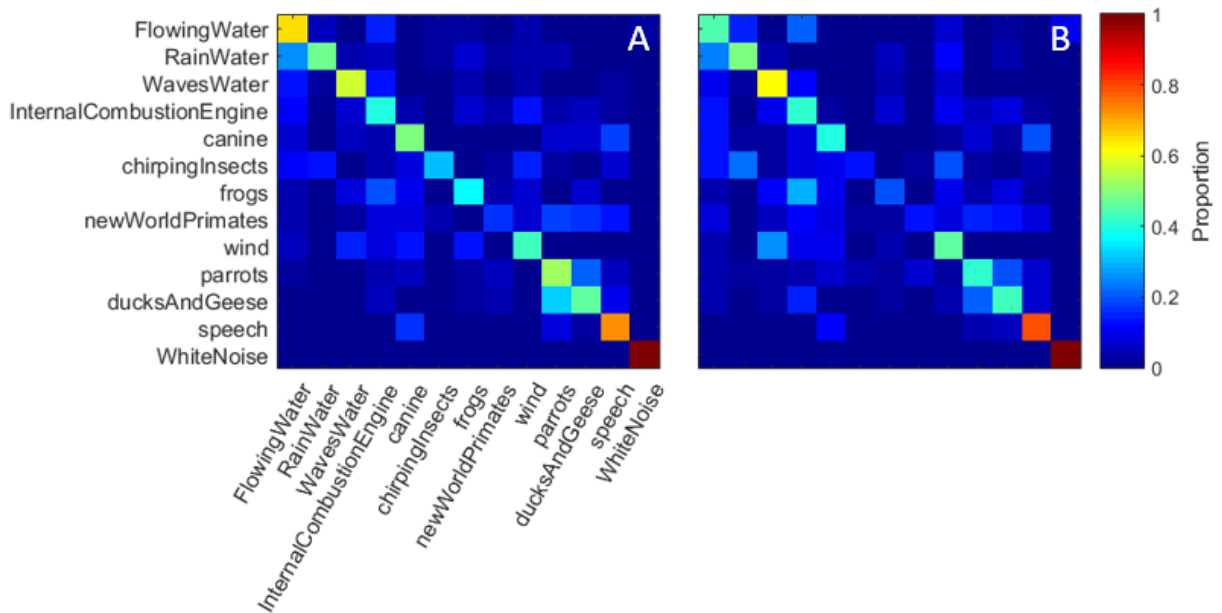 FlowingWater
RainWater
WavesWater
InternalCombustionEngine
canine
chirpingInsects
frogs
newWorldPrimates
wind
parrots
ducksAndGeese
speech
WhiteNoise
A
B
1
0.8
0.6
0.4
0.2
0
Proportion
FlowingWater
RainWater
WavesWater
InternalCombustionEngine
canine
chirpingInsects
frogs
newWorldPrimates
wind
parrots
ducksAndGeese
speech
WhiteNoise